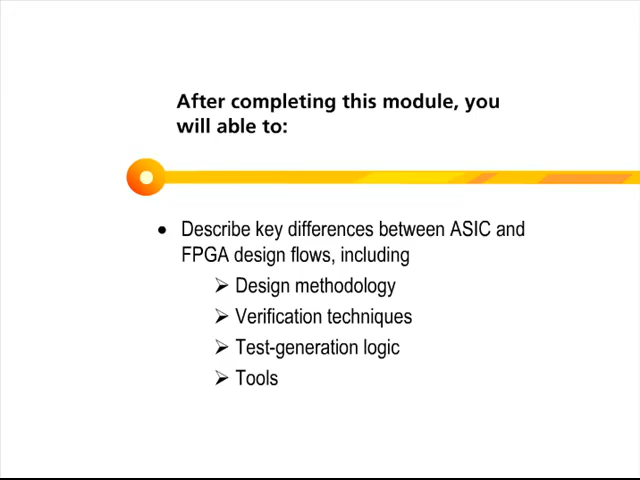 After completing this module, you
will able to:
• Describe key differences between ASIC and
FPGA design flows, including
➢ Design methodology
➢ Verification techniques
➢ Test-generation logic
➢ Tools